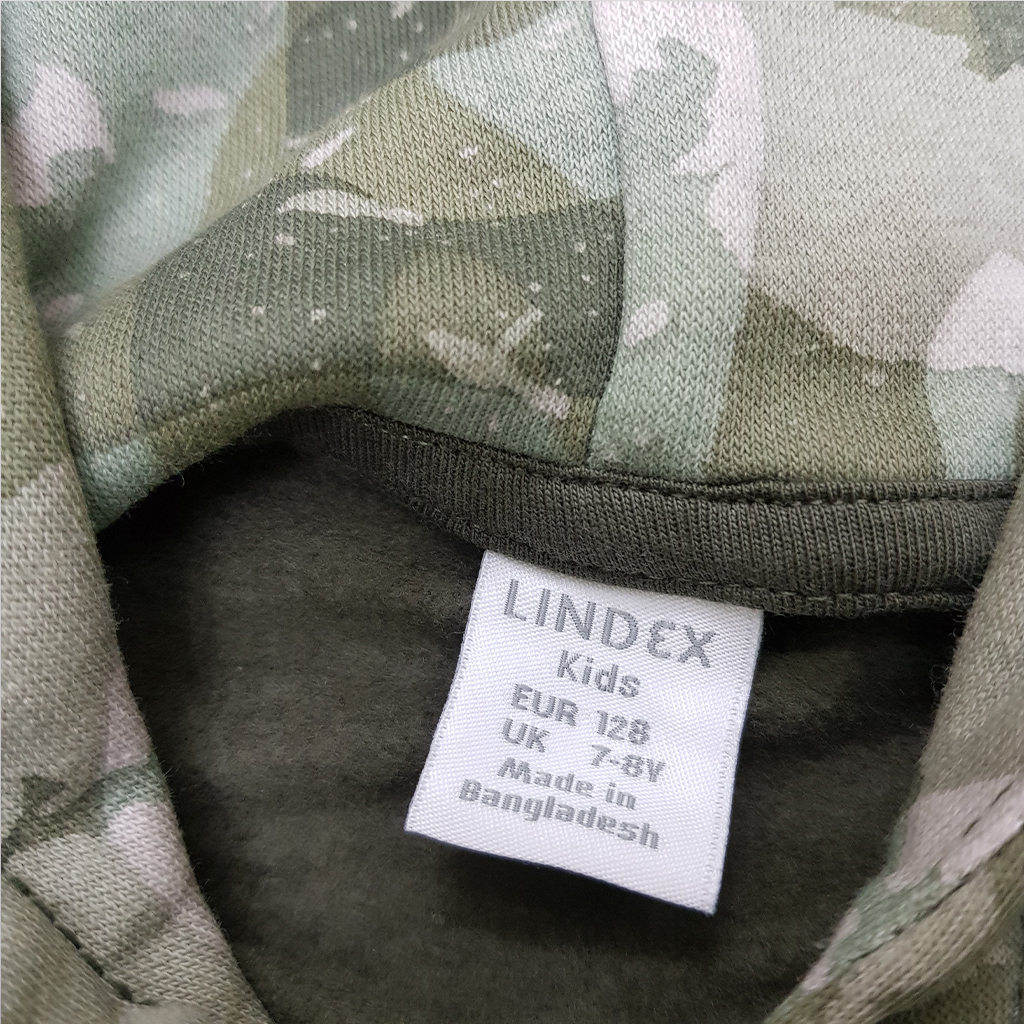 LINDEX
Kids
EUR 128
UK 7-8Y
Made in
Bangladesh